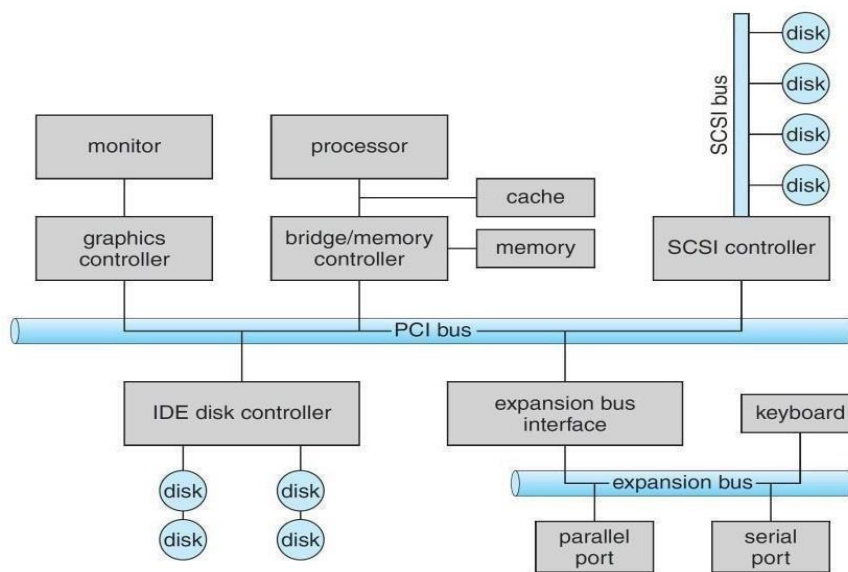 disk
disk
disk
disk
SCSI bus
monitor
processor
cache
graphics
controller
bridge/memory
controller
memory
SCSI controller
PCI bus
IDE disk controller
expansion bus
interface
keyboard
disk
disk
disk
disk
expansion bus
parallel
port
serial
port